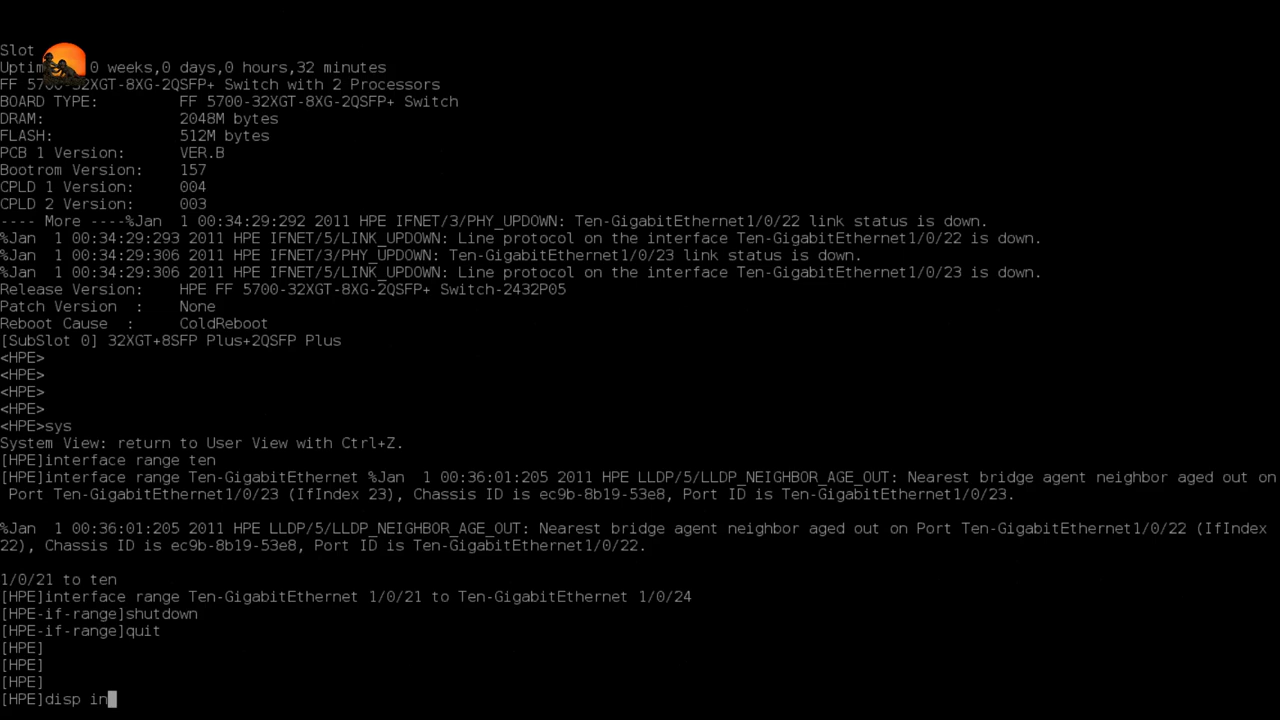 Slot
Upti 0 weeks,0 days,0 hours,32 minutes
FF 5700-32XGT-8XG-2QSFP+ Switch with 2 Processors
BOARD TYPE: FF 5700-32XGT-8XG-2QSFP+ Switch
DRAM: 2048M bytes
FLASH: 512M bytes
PCB 1 Version: VER.B
Bootrom Version: 157
CPLD 1 Version: 004
CPLD 2 Version: 003
---- More ----%Jan 1 00:34:29:292 2011 HPE IFNET/3/PHY_UPDOWN: Ten-GigabitEthernet1/0/22 link status is down.
%Jan 1 00:34:29:293 2011 HPE IFNET/5/LINK_UPDOWN: Line protocol on the interface Ten-GigabitEthernet1/0/22 is down.
%Jan 1 00:34:29:306 2011 HPE IFNET/3/PHY_UPDOWN: Ten-GigabitEthernet1/0/23 link status is down.
%Jan 1 00:34:29:306 2011 HPE IFNET/5/LINK_UPDOWN: Line protocol on the interface Ten-GigabitEthernet1/0/23 is down.
Release Version: HPE FF 5700-32XGT-8XG-2QSFP+ Switch-2432P05
Patch Version : None
Reboot Cause : ColdReboot
[SubSlot 0] 32XGT+8SFP Plus+2QSFP Plus
<HPE>
<HPE>
<HPE>
<HPE>
<HPE>sys
System View: return to User View with Ctrl+Z.
[HPE]interface range ten
[HPE]interface range Ten-GigabitEthernet %Jan 1 00:36:01:205 2011 HPE LLDP/5/LLDP_NEIGHBOR_AGE_OUT: Nearest bridge agent neighbor aged out on
Port Ten-GigabitEthernet1/0/23 (IfIndex 23), Chassis ID is ec9b-8b19-53e8, Port ID is Ten-GigabitEthernet1/0/23.
%Jan 1 00:36:01:205 2011 HPE LLDP/5/LLDP_NEIGHBOR_AGE_OUT: Nearest bridge agent neighbor aged out on Port Ten-GigabitEthernet1/0/22 (IfIndex
22), Chassis ID is ec9b-8b19-53e8, Port ID is Ten-GigabitEthernet1/0/22.
1/0/21 to ten
[HPE]interface range Ten-GigabitEthernet 1/0/21 to Ten-GigabitEthernet 1/0/24
[HPE-if-range]shutdown
[HPE-if-range]quit
[HPE]
[HPE]
[HPE]
[HPE]disp in